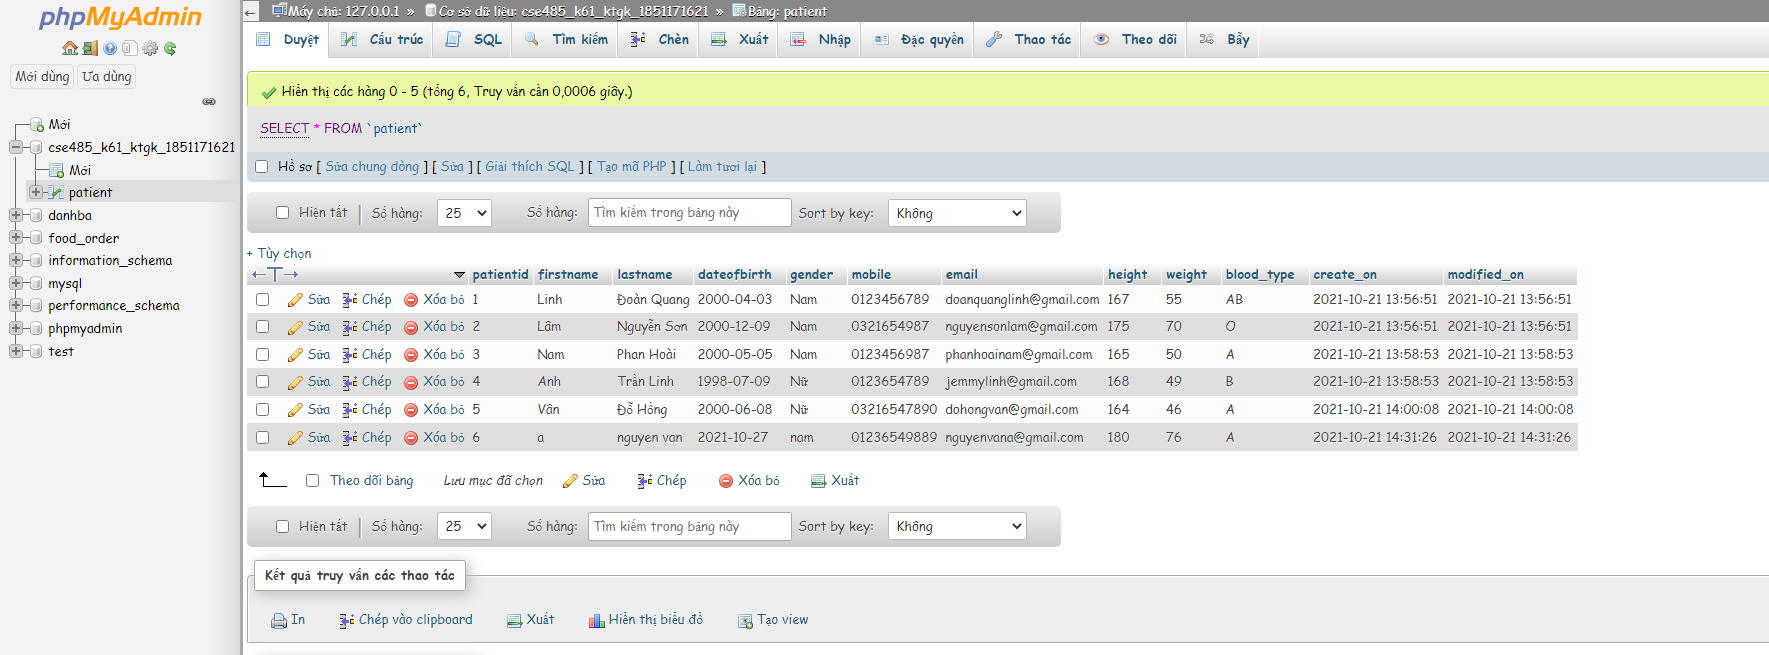 phpMyAdmin
Mới dùng Ưa dùng
Mới
cse485_k61_ktgk_1851171621
Mới
patient
danhba
food_order
information_schema
mysql
performance_schema
phpmyadmin
test
Máy chủ: 127.0.0.1 » Cơ sở dữ liệu: cse485_k61_ktgk_1851171621 » Bảng: patient
Duyệt Cấu trúc SQL Tìm kiếm Chèn Xuất Nhập Đặc quyền Thao tác Theo dõi Bẫy
Hiển thị các hàng 0 - 5 (tổng 6, Truy vấn cần 0,0006 giây.)
SELECT * FROM `patient`
Hồ sơ [ Sửa chung dòng ] [ Sửa ] [ Giải thích SQL ] [ Tạo mã PHP ] [ Làm tươi lại ]
Hiện tất Số hàng: 25 Số hàng: Tìm kiếm trong bảng này Sort by key: Không
+ Tùy chọn
←T→ patientid firstname lastname dateofbirth gender mobile email height weight blood_type create_on modified_on
Sửa Chép Xóa bỏ 1 Linh Đoàn Quang 2000-04-03 Nam 0123456789 doanquanglinh@gmail.com 167 55 AB 2021-10-21 13:56:51 2021-10-21 13:56:51
Sửa Chép Xóa bỏ 2 Lâm Nguyễn Sơn 2000-12-09 Nam 0321654987 nguyensonlam@gmail.com 175 70 O 2021-10-21 13:56:51 2021-10-21 13:56:51
Sửa Chép Xóa bỏ 3 Nam Phan Hoài 2000-05-05 Nam 0123456987 phanhoainam@gmail.com 165 50 A 2021-10-21 13:58:53 2021-10-21 13:58:53
Sửa Chép Xóa bỏ 4 Anh Trần Linh 1998-07-09 Nữ 0123654789 jemmylinh@gmail.com 168 49 B 2021-10-21 13:58:53 2021-10-21 13:58:53
Sửa Chép Xóa bỏ 5 Vân Đỗ Hồng 2000-06-08 Nữ 03216547890 dohongvan@gmail.com 164 46 A 2021-10-21 14:00:08 2021-10-21 14:00:08
Sửa Chép Xóa bỏ 6 a nguyen van 2021-10-27 nam 01236549889 nguyenvana@gmail.com 180 76 A 2021-10-21 14:31:26 2021-10-21 14:31:26
Theo dõi bảng Lưu mục đã chọn Sửa Chép Xóa bỏ Xuất
Hiện tất Số hàng: 25 Số hàng: Tìm kiếm trong bảng này Sort by key: Không
Kết quả truy vấn các thao tác
In Chép vào clipboard Xuất Hiển thị biểu đồ Tạo view